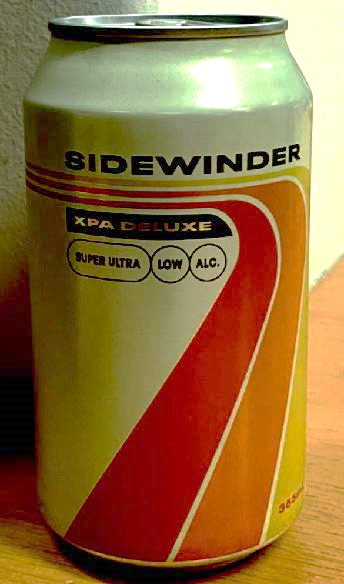 SIDEWINDER
XPA DELUXE
SUPER ULTRA LOW ALC.